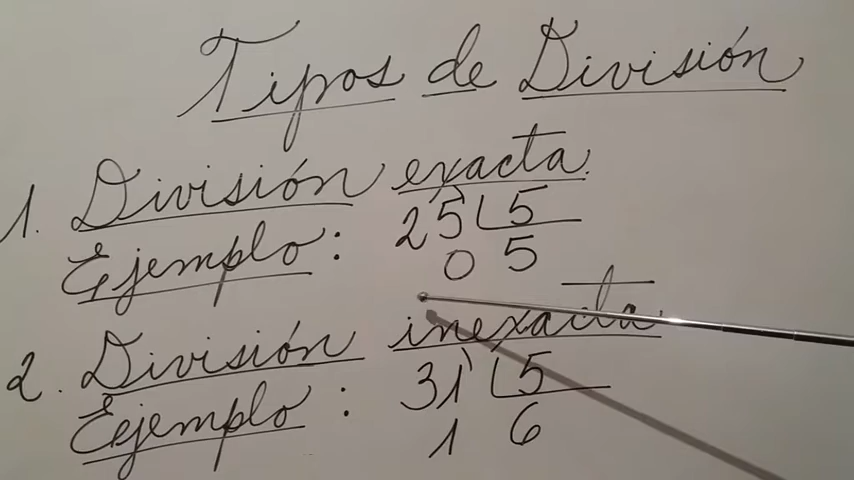 Tipos de División
1. División exacta.
Ejemplo: 25 5
0 5
2. División inexacta.
Ejemplo: 31 5
1 6